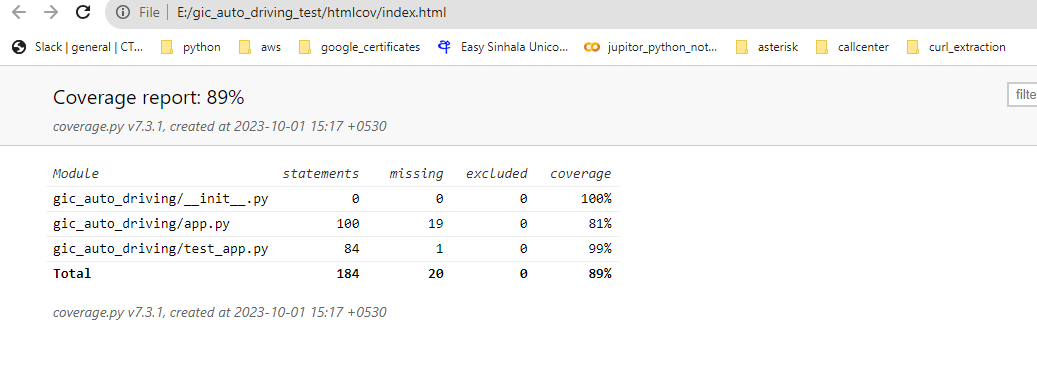 File E:/gic_auto_driving_test/htmlcov/index.html
Slack | general | CT... python aws google_certificates Easy Sinhala Unico... jupitor_python_not... asterisk callcenter curl_extraction
Coverage report: 89%
filte
coverage.py v7.3.1, created at 2023-10-01 15:17 +0530
Module statements missing excluded coverage
gic_auto_driving/__init__.py 0 0 0 100%
gic_auto_driving/app.py 100 19 0 81%
gic_auto_driving/test_app.py 84 1 0 99%
Total 184 20 0 89%
coverage.py v7.3.1, created at 2023-10-01 15:17 +0530